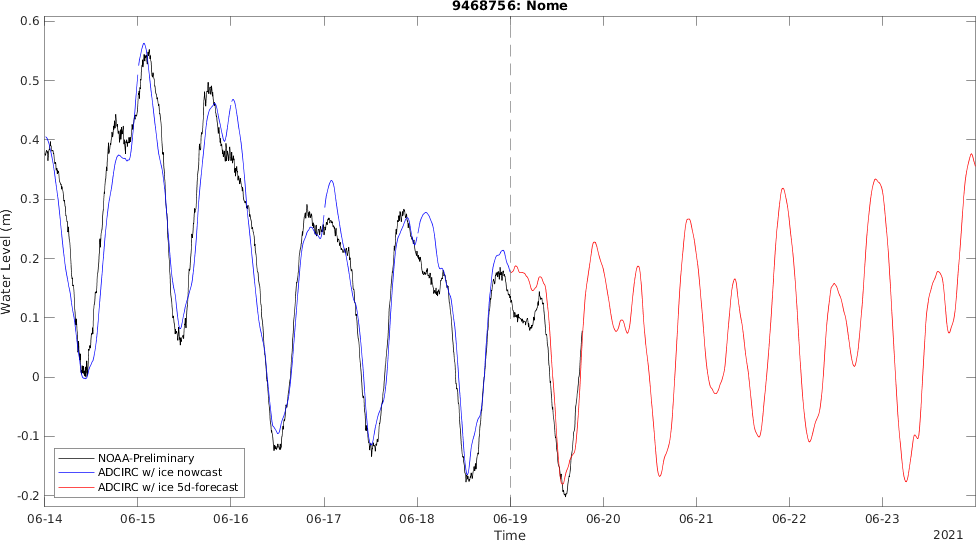 9468756: Nome
0.6
0.5
0.4
0.3
0.2
0.1
0
-0.1
-0.2
Water Level (m)
NOAA-Preliminary
ADCIRC w/ ice nowcast
ADCIRC w/ ice 5d-forecast
06-14 06-15 06-16 06-17 06-18 06-19 06-20 06-21 06-22 06-23
Time
2021